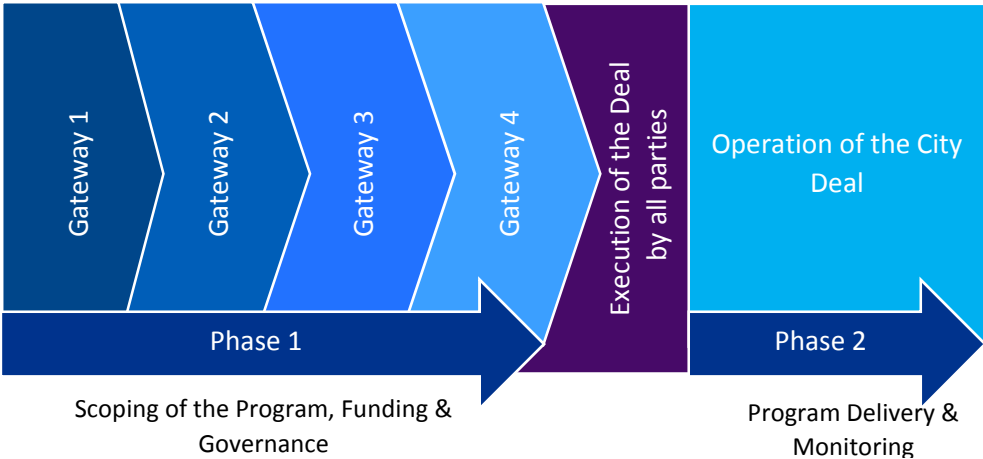 Gateway 1
Gateway 2
Gateway 3
Gateway 4
Execution of the Deal
by all parties
Operation of the City
Deal
Phase 1
Phase 2
Scoping of the Program, Funding &
Governance
Program Delivery &
Monitoring